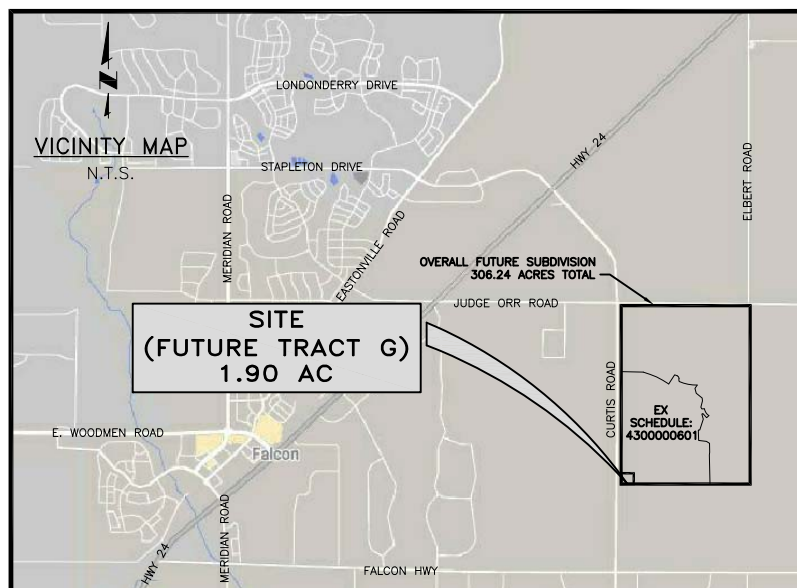 N
VICINITY MAP
N.T.S.
LONDONDERRY DRIVE
STAPLETON DRIVE
MERIDIAN ROAD
EASTONVILLE ROAD
HWY 24
ELBERT ROAD
OVERALL FUTURE SUBDIVISION
306.24 ACRES TOTAL
JUDGE ORR ROAD
SITE
(FUTURE TRACT G)
1.90 AC
CURTIS ROAD
EX
SCHEDULE:
4300000601
E. WOODMEN ROAD
Falcon
MERIDIAN ROAD
HWY 24
FALCON HWY